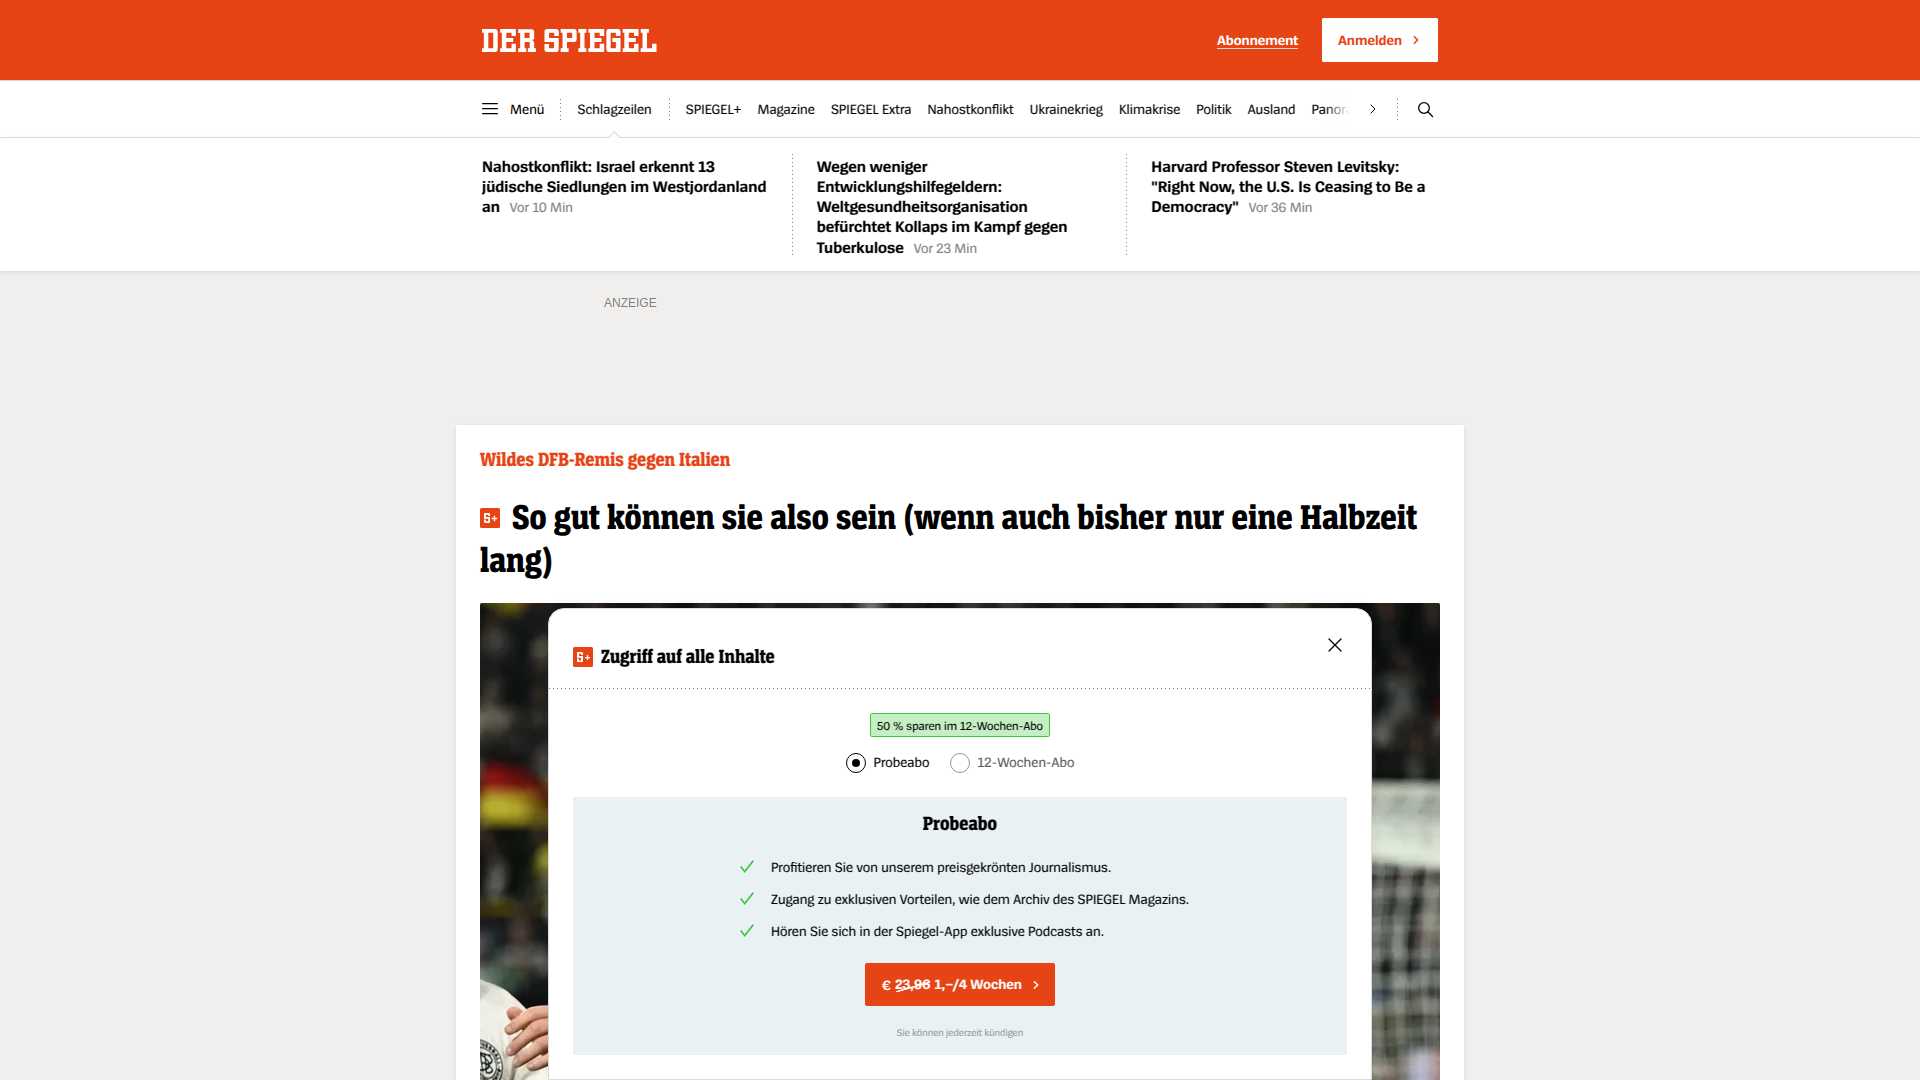 DER SPIEGEL
Abonnement
Anmelden
Menü
Schlagzeilen
SPIEGEL+
Magazine
SPIEGEL Extra
Nahostkonflikt
Ukrainekrieg
Klimakrise
Politik
Ausland
Panor
Nahostkonflikt: Israel erkennt 13
jüdische Siedlungen im Westjordanland
an Vor 10 Min
Wegen weniger
Entwicklungshilfegeldern:
Weltgesundheitsorganisation
befürchtet Kollaps im Kampf gegen
Tuberkulose Vor 23 Min
Harvard Professor Steven Levitsky:
"Right Now, the U.S. Is Ceasing to Be a
Democracy" Vor 36 Min
ANZEIGE
Wildes DFB-Remis gegen Italien
S+ So gut können sie also sein (wenn auch bisher nur eine Halbzeit
lang)
S+ Zugriff auf alle Inhalte
50 % sparen im 12-Wochen-Abo
Probeabo
12-Wochen-Abo
Probeabo
Profitieren Sie von unserem preisgekrönten Journalismus.
Zugang zu exklusiven Vorteilen, wie dem Archiv des SPIEGEL Magazins.
Hören Sie sich in der Spiegel-App exklusive Podcasts an.
€ 23,96 1,–/4 Wochen
Sie können jederzeit kündigen